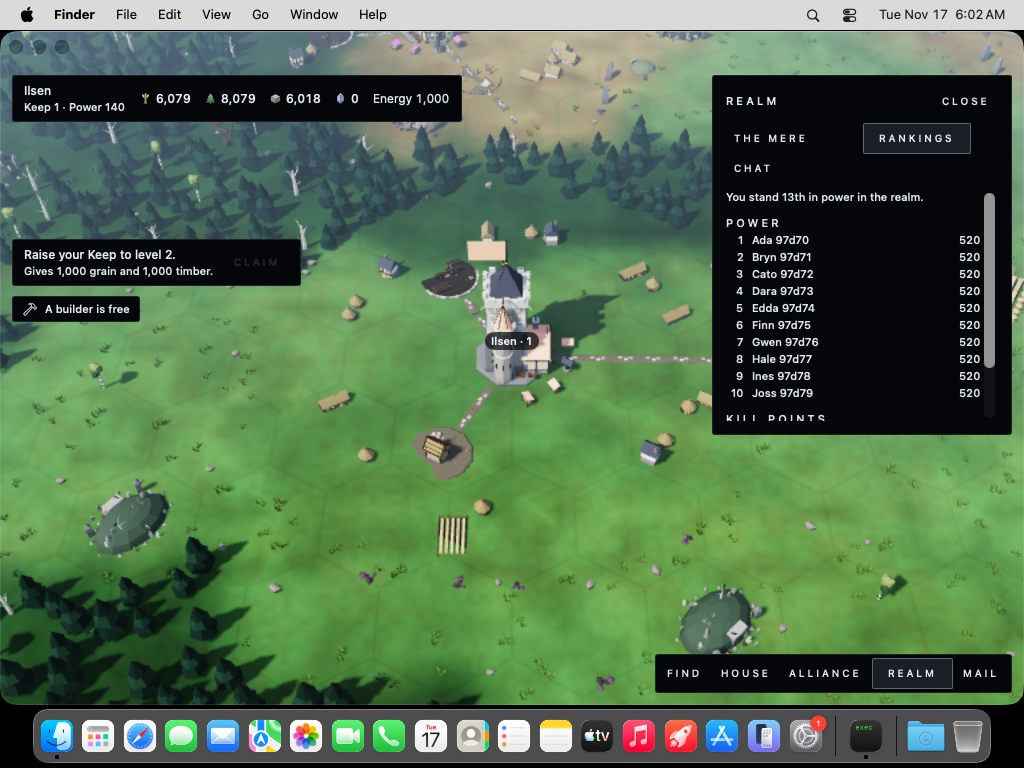 Finder File Edit View Go Window Help Tue Nov 17 6:02 AM
Ilsen
Keep 1 · Power 140
6,079 8,079 6,018 0 Energy 1,000
REALM CLOSE
THE MERE RANKINGS
CHAT
You stand 13th in power in the realm.
POWER
1 Ada 97d70 520
2 Bryn 97d71 520
3 Cato 97d72 520
4 Dara 97d73 520
5 Edda 97d74 520
6 Finn 97d75 520
7 Gwen 97d76 520
8 Hale 97d77 520
9 Ines 97d78 520
10 Joss 97d79 520
KILL POINTS
Raise your Keep to level 2.
Gives 1,000 grain and 1,000 timber.
CLAIM
A builder is free
Ilsen · 1
FIND HOUSE ALLIANCE REALM MAIL
Tue
17
tv
1
exec